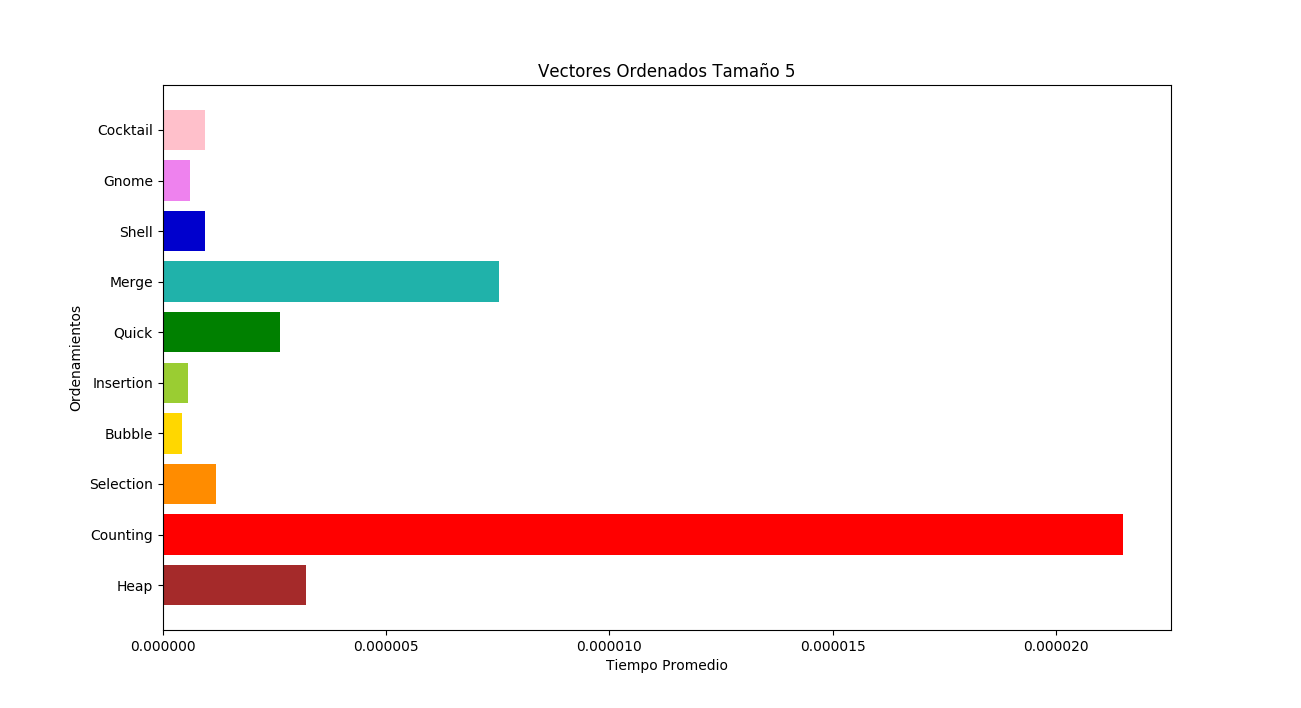 Vectores Ordenados Tamaño 5
Ordenamientos
Cocktail
Gnome
Shell
Merge
Quick
Insertion
Bubble
Selection
Counting
Heap
0.000000 0.000005 0.000010 0.000015 0.000020
Tiempo Promedio